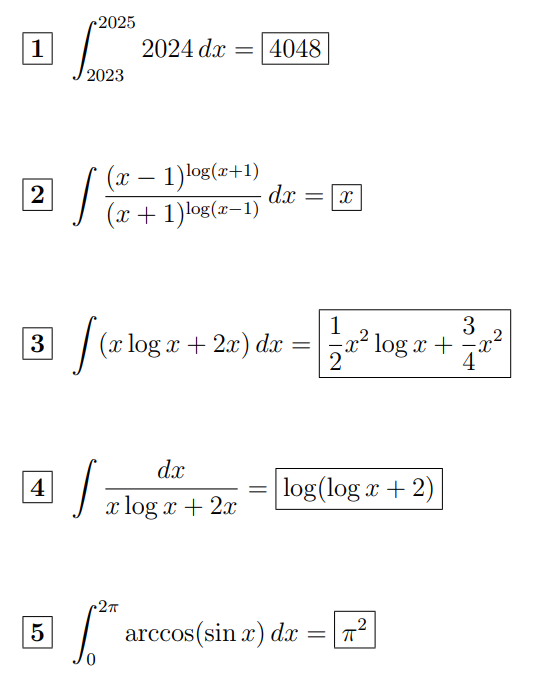 1 ∫_{2023}^{2025} 2024 dx = 4048
2 ∫ (x − 1)^{log(x+1)} / (x + 1)^{log(x−1)} dx = x
3 ∫ (x log x + 2x) dx = 1/2 x² log x + 3/4 x²
4 ∫ dx / (x log x + 2x) = log(log x + 2)
5 ∫_0^{2π} arccos(sin x) dx = π²